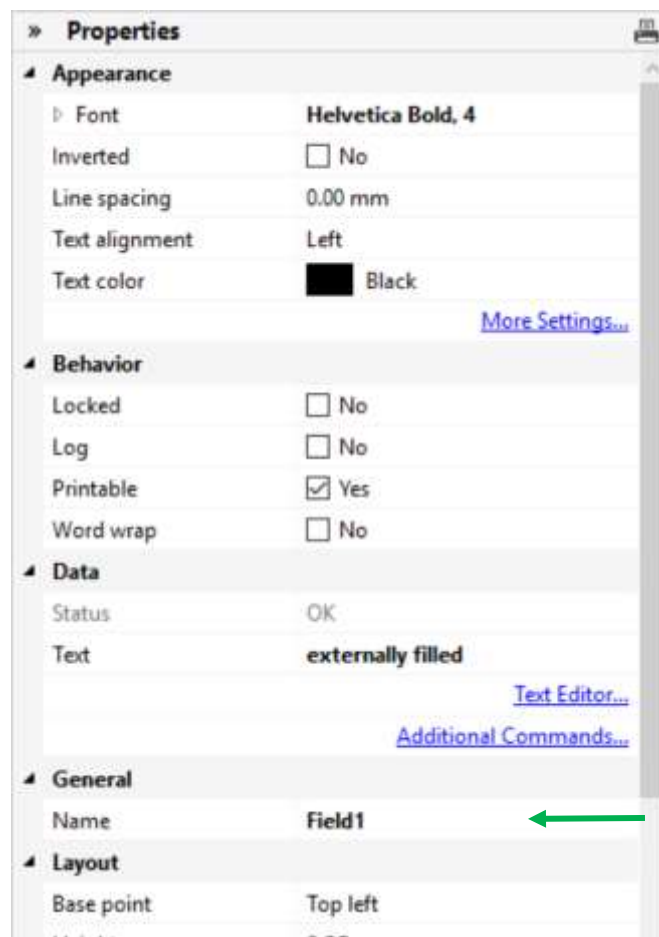 » Properties
Appearance
Font Helvetica Bold, 4
Inverted No
Line spacing 0.00 mm
Text alignment Left
Text color Black
More Settings...
Behavior
Locked No
Log No
Printable Yes
Word wrap No
Data
Status OK
Text externally filled
Text Editor...
Additional Commands...
General
Name Field1
Layout
Base point Top left